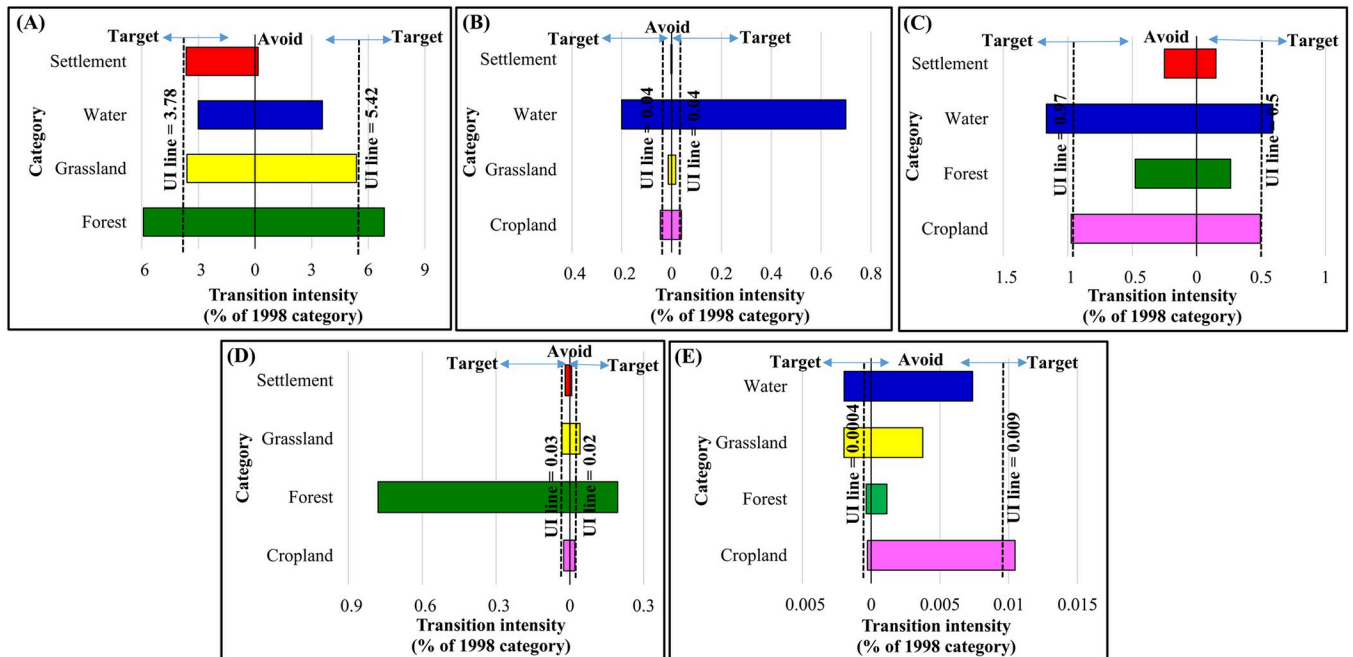 (A)
Target
Avoid
Target
Settlement
Water
Grassland
Forest
Category
UI line = 3.78
UI line = 5.42
6
3
0
3
6
9
Transition intensity
(% of 1998 category)
(B)
Avoid
Target
Target
Settlement
Water
Grassland
Cropland
Category
UI line = 0.04
UI line = 0.04
0.4
0.2
0
0.2
0.4
0.6
0.8
Transition intensity
(% of 1998 category)
(C)
Target
Avoid
Target
Settlement
Water
Forest
Cropland
Category
UI line = 0.97
UI line = 0.5
1.5
1
0.5
0
0.5
1
Transition intensity
(% of 1998 category)
(D)
Avoid
Target
Target
Settlement
Grassland
Forest
Cropland
Category
UI line = 0.03
UI line = 0.02
0.9
0.6
0.3
0
0.3
Transition intensity
(% of 1998 category)
(E)
Target
Avoid
Target
Water
Grassland
Forest
Cropland
Category
UI line = 0.0004
UI line = 0.009
0.005
0
0.005
0.01
0.015
Transition intensity
(% of 1998 category)